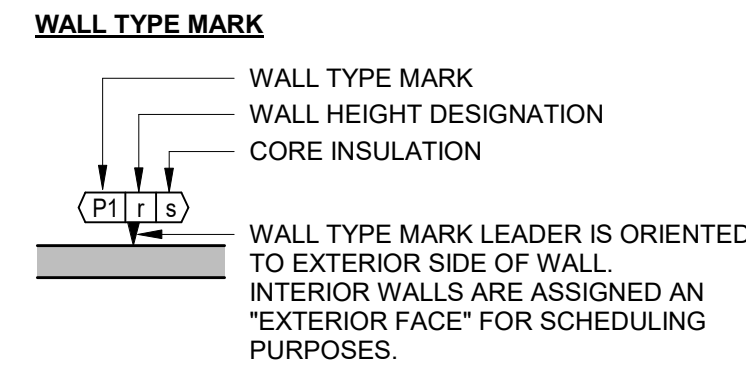 WALL TYPE MARK
WALL TYPE MARK
WALL HEIGHT DESIGNATION
CORE INSULATION
P1 r s
WALL TYPE MARK LEADER IS ORIENTED
TO EXTERIOR SIDE OF WALL.
INTERIOR WALLS ARE ASSIGNED AN
"EXTERIOR FACE" FOR SCHEDULING
PURPOSES.